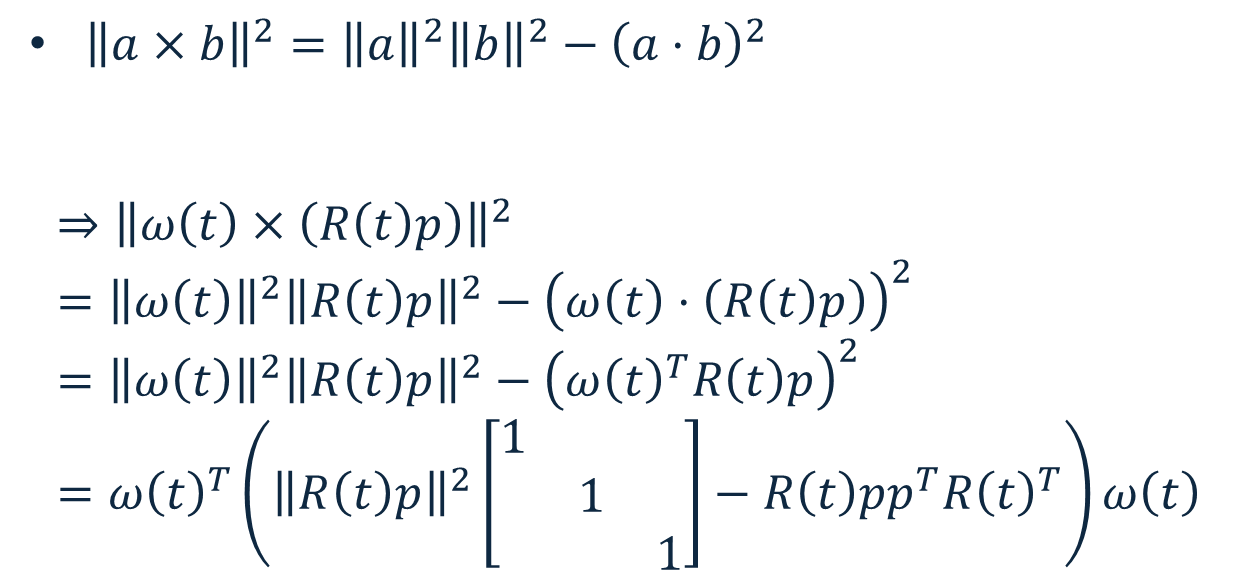 • ‖a × b‖² = ‖a‖²‖b‖² − (a · b)²
⇒ ‖ω(t) × (R(t)p)‖²
= ‖ω(t)‖²‖R(t)p‖² − (ω(t) · (R(t)p))²
= ‖ω(t)‖²‖R(t)p‖² − (ω(t)ᵀR(t)p)²
= ω(t)ᵀ (‖R(t)p‖² [1 1 1] − R(t)ppᵀR(t)ᵀ) ω(t)